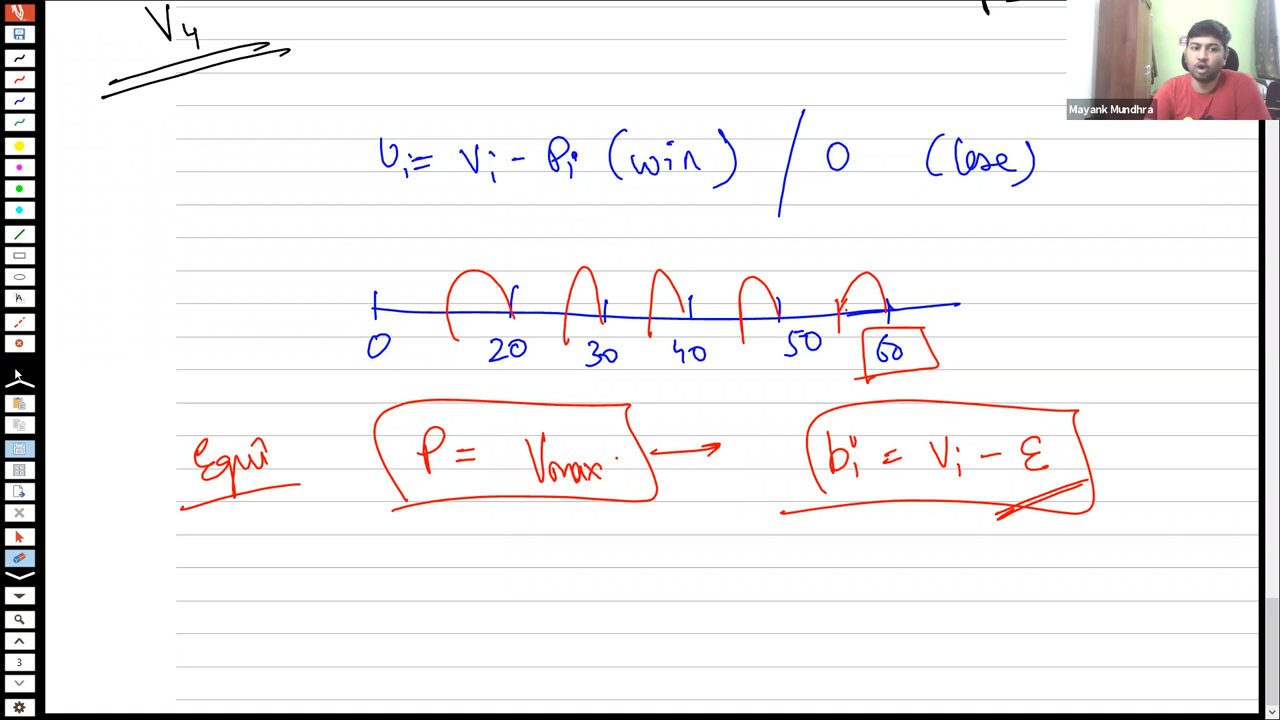 V4
Mayank Mundhra
Ui = Vi - Pi (win) / 0 (lose)
0 20 30 40 50 60
Equi P = Vmax. → bi = Vi - ε
3